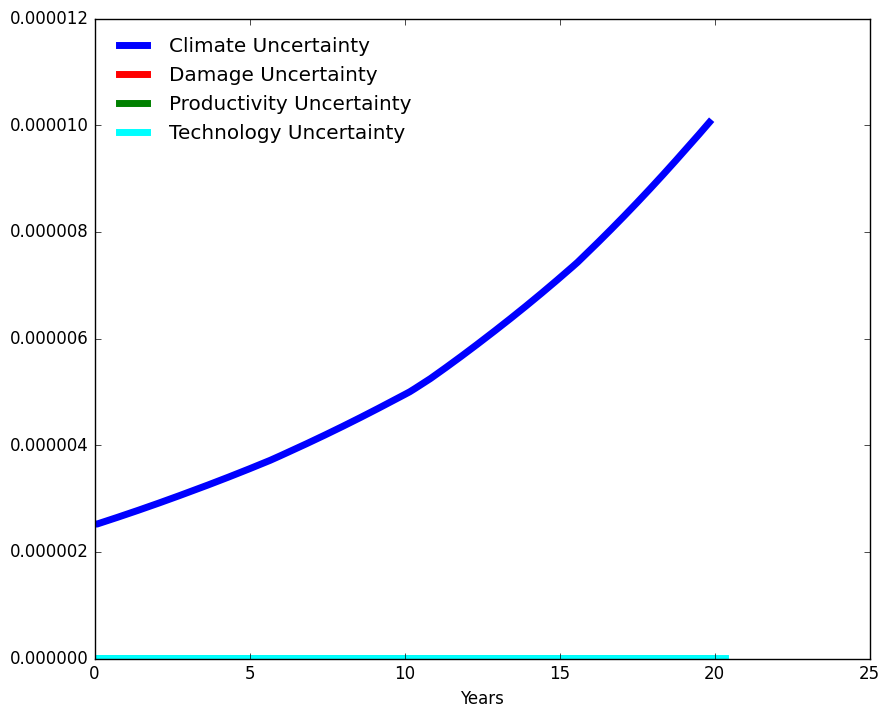 0.000012
Climate Uncertainty
Damage Uncertainty
Productivity Uncertainty
Technology Uncertainty
0.000010
0.000008
0.000006
0.000004
0.000002
0.000000
0 5 10 15 20 25
Years